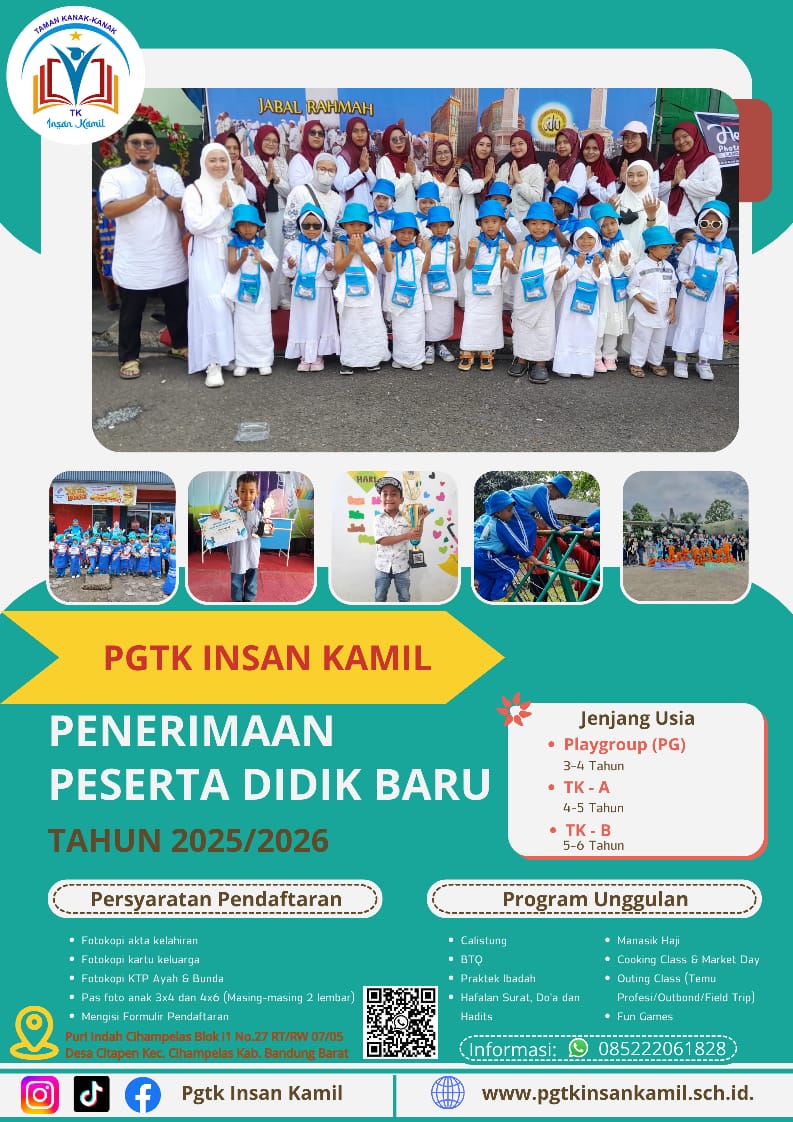 TAMAN KANAK-KANAK
TK
Insan Kamil
JABAL RAHMAH
PGTK INSAN KAMIL
PENERIMAAN
PESERTA DIDIK BARU
TAHUN 2025/2026
Jenjang Usia
• Playgroup (PG)
3-4 Tahun
• TK - A
4-5 Tahun
• TK - B
5-6 Tahun
Persyaratan Pendaftaran
• Fotokopi akta kelahiran
• Fotokopi kartu keluarga
• Fotokopi KTP Ayah & Bunda
• Pas foto anak 3x4 dan 4x6 (Masing-masing 2 lembar)
• Mengisi Formulir Pendaftaran
Puri Indah Cihampelas Blok I1 No.27 RT/RW 07/05
Desa Citapen Kec. Cihampelas Kab. Bandung Barat
Program Unggulan
• Calistung
• BTQ
• Praktek Ibadah
• Hafalan Surat, Do'a dan
Hadits
• Manasik Haji
• Cooking Class & Market Day
• Outing Class (Temu
Profesi/Outbond/Field Trip)
• Fun Games
Informasi: 085222061828
Pgtk Insan Kamil
www.pgtkinsankamil.sch.id.